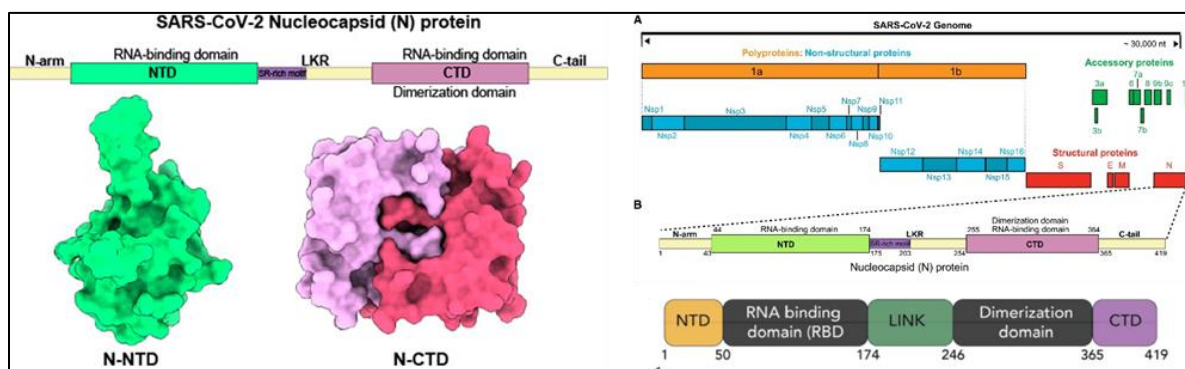 SARS-CoV-2 Nucleocapsid (N) protein
N-arm
RNA-binding domain
LKR
RNA-binding domain
C-tail
NTD
SR-rich motif
CTD
Dimerization domain
N-NTD
N-CTD
A
SARS-CoV-2 Genome
~ 30,000 nt
Polyproteins: Non-structural proteins
1a
1b
Accessory proteins
7a
3a
6
8
9b
9c
3b
7b
Nsp1
Nsp3
Nsp5
Nsp7
Nsp9
Nsp11
Nsp2
Nsp4
Nsp6
Nsp8
Nsp10
Nsp12
Nsp14
Nsp16
Nsp13
Nsp15
Structural proteins
S
E
M
N
B
N-arm
44
RNA-binding domain
174
LKR
255
Dimerization domain
RNA-binding domain
364
C-tail
NTD
SR-rich motif
CTD
1
43
175
203
254
365
419
Nucleocapsid (N) protein
NTD
RNA binding
domain (RBD
LINK
Dimerization
domain
CTD
1
50
174
246
365
419